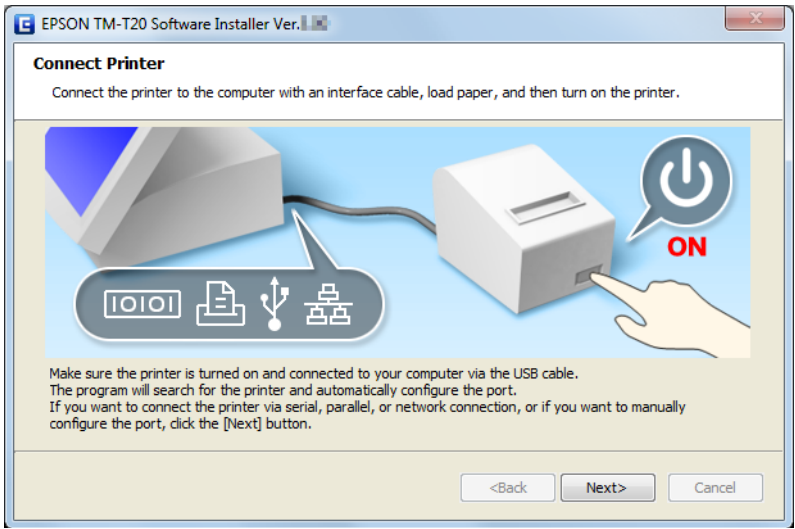 EPSON TM-T20 Software Installer Ver.
Connect Printer
Connect the printer to the computer with an interface cable, load paper, and then turn on the printer.
IOIOI
ON
Make sure the printer is turned on and connected to your computer via the USB cable.
The program will search for the printer and automatically configure the port.
If you want to connect the printer via serial, parallel, or network connection, or if you want to manually
configure the port, click the [Next] button.
<Back
Next>
Cancel